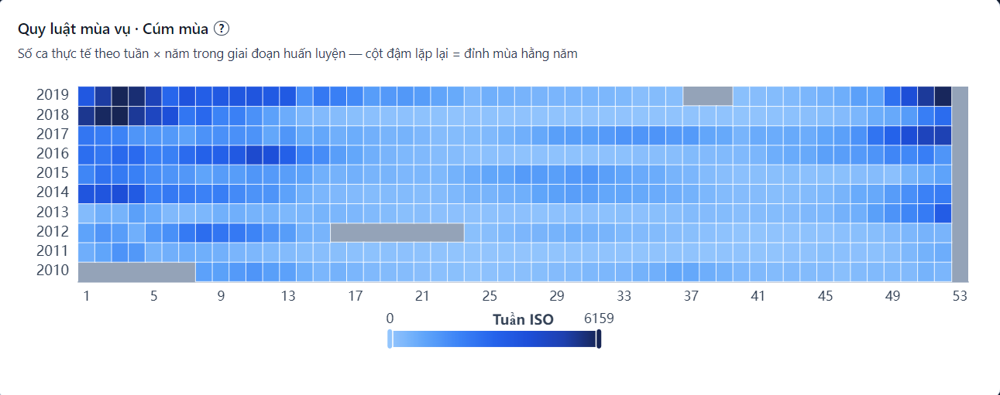 Quy luật mùa vụ · Cúm mùa ?
Số ca thực tế theo tuần × năm trong giai đoạn huấn luyện — cột đậm lặp lại = đỉnh mùa hằng năm
2019
2018
2017
2016
2015
2014
2013
2012
2011
2010
1 5 9 13 17 21 25 29 33 37 41 45 49 53
0 Tuần ISO 6159